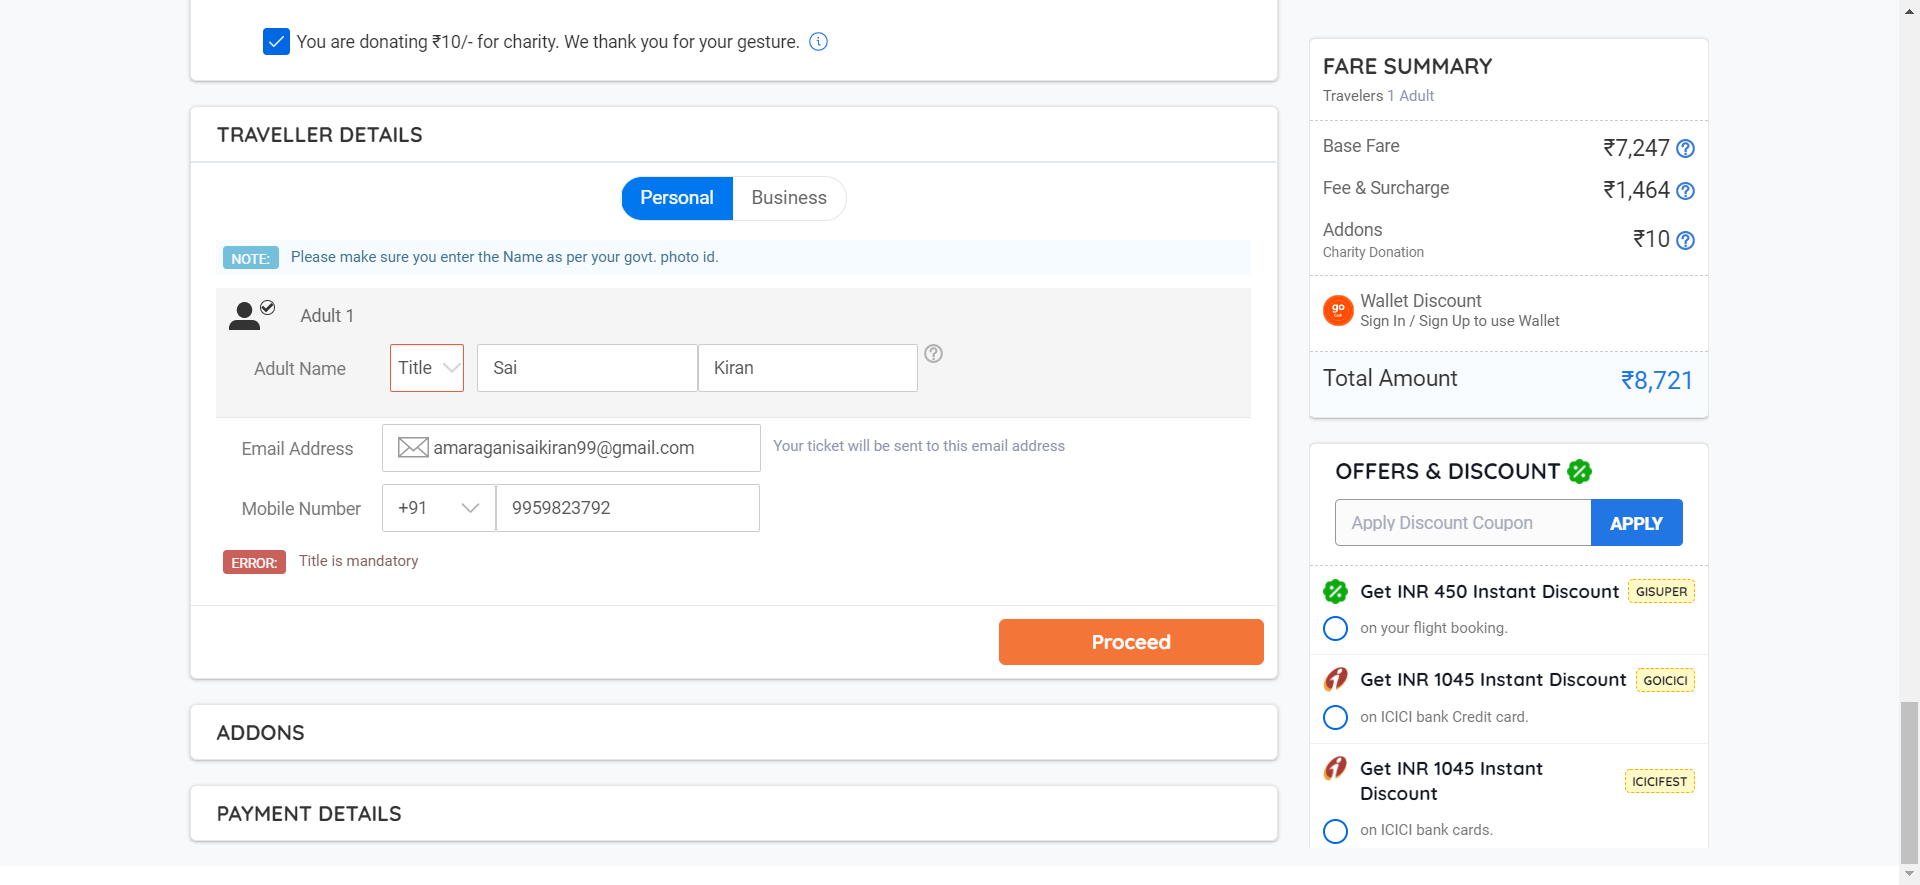 You are donating ₹10/- for charity. We thank you for your gesture.
TRAVELLER DETAILS
Personal
Business
NOTE:
Please make sure you enter the Name as per your govt. photo id.
Adult 1
Adult Name
Title
Sai
Kiran
Email Address
amaraganisaikiran99@gmail.com
Your ticket will be sent to this email address
Mobile Number
+91
9959823792
ERROR:
Title is mandatory
Proceed
ADDONS
PAYMENT DETAILS
FARE SUMMARY
Travelers 1 Adult
Base Fare
₹7,247
Fee & Surcharge
₹1,464
Addons
₹10
Charity Donation
go
Wallet Discount
Sign In / Sign Up to use Wallet
Total Amount
₹8,721
OFFERS & DISCOUNT
Apply Discount Coupon
APPLY
Get INR 450 Instant Discount
GISUPER
on your flight booking.
Get INR 1045 Instant Discount
GOICICI
on ICICI bank Credit card.
Get INR 1045 Instant
Discount
ICICIFEST
on ICICI bank cards.